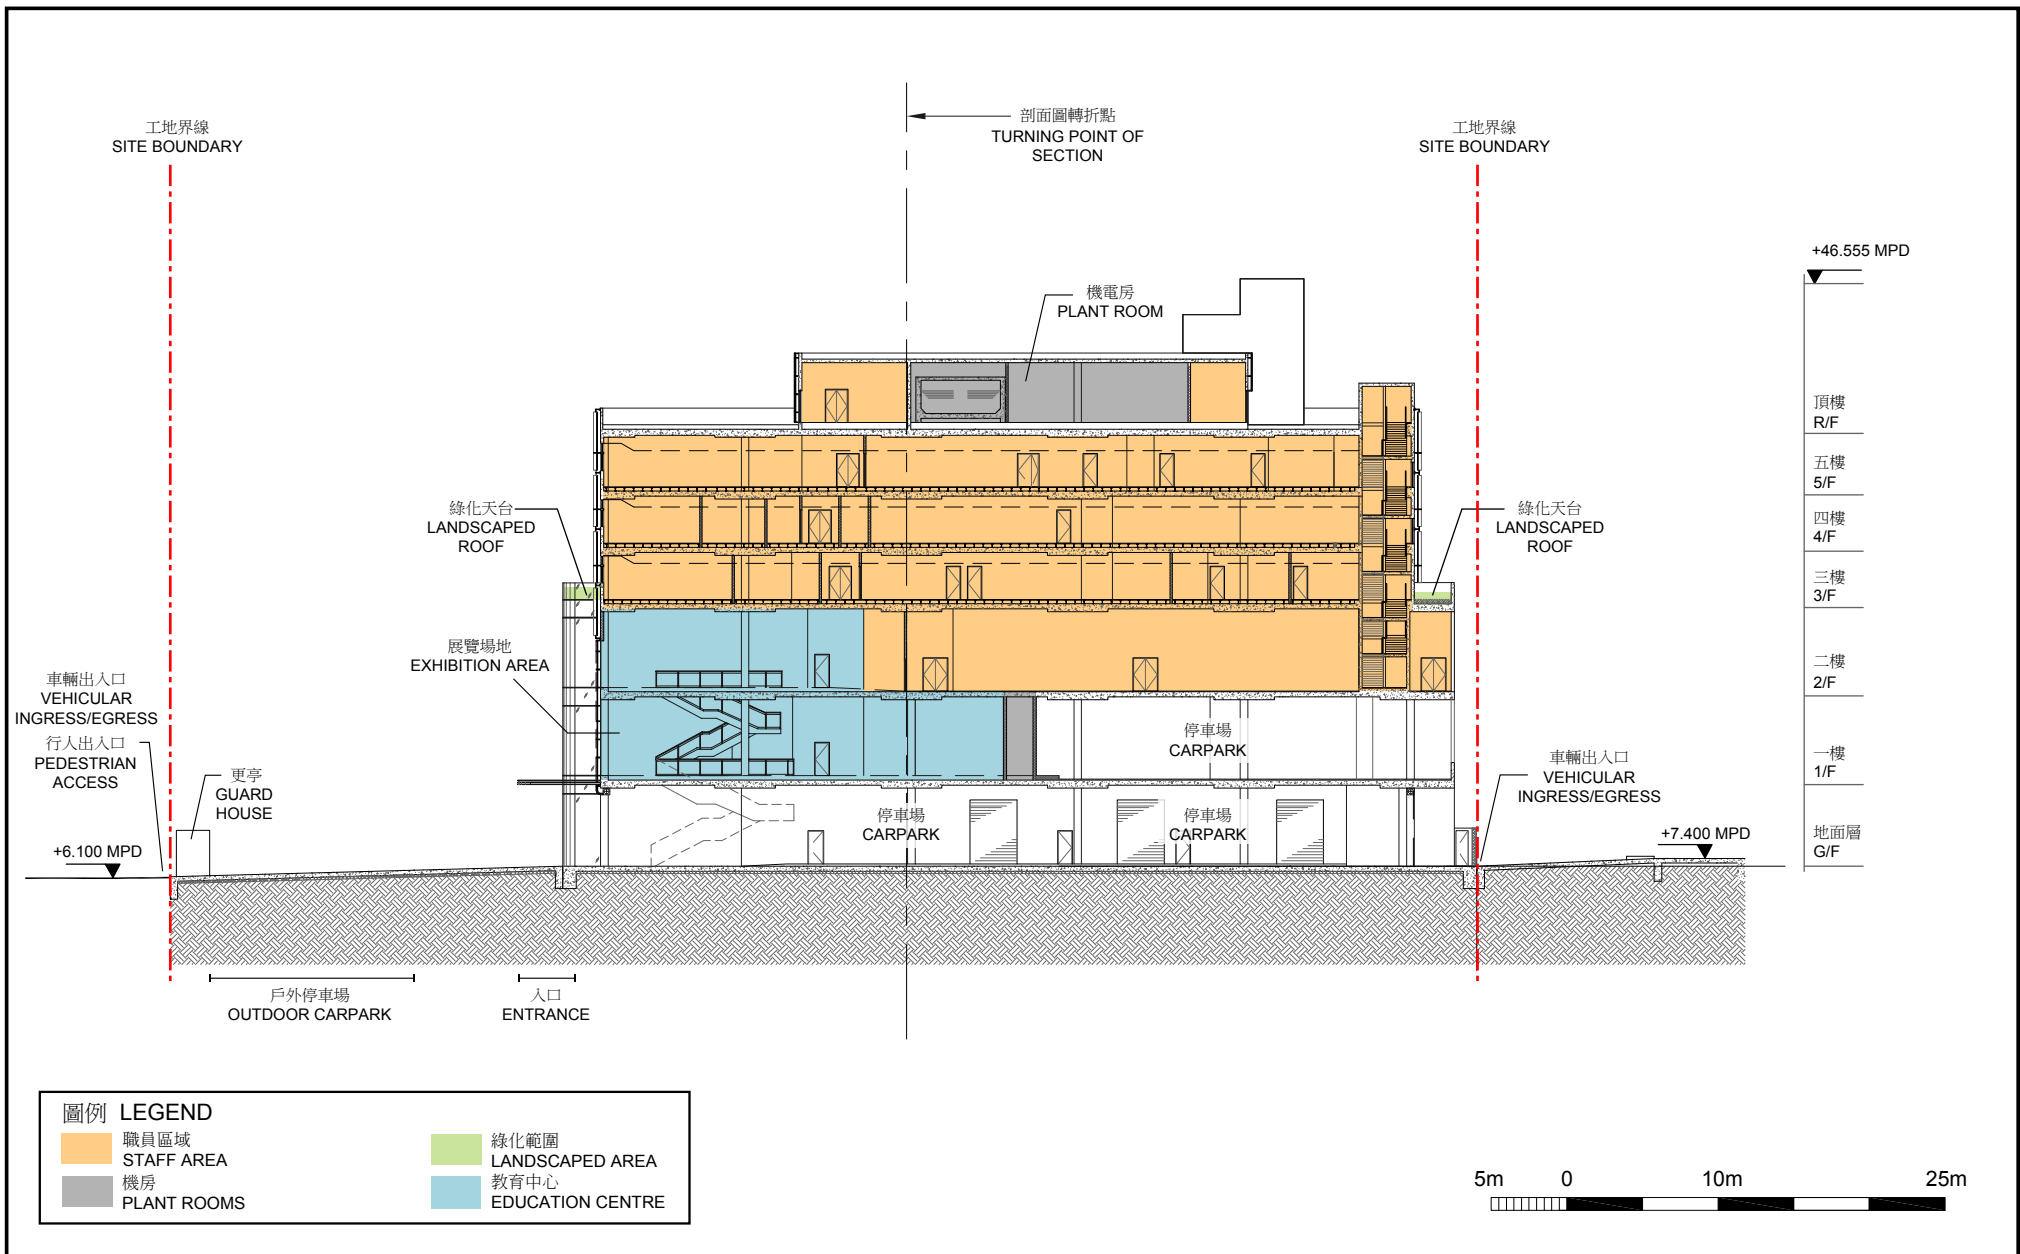 工地界線
SITE BOUNDARY
剖面圖轉折點
TURNING POINT OF
SECTION
工地界線
SITE BOUNDARY
+46.555 MPD
機電房
PLANT ROOM
頂樓
R/F
五樓
5/F
四樓
4/F
三樓
3/F
二樓
2/F
一樓
1/F
地面層
G/F
綠化天台
LANDSCAPED
ROOF
綠化天台
LANDSCAPED
ROOF
展覽場地
EXHIBITION AREA
車輛出入口
VEHICULAR
INGRESS/EGRESS
行人出入口
PEDESTRIAN
ACCESS
更亭
GUARD
HOUSE
+6.100 MPD
停車場
CARPARK
停車場
CARPARK
停車場
CARPARK
車輛出入口
VEHICULAR
INGRESS/EGRESS
+7.400 MPD
戶外停車場
OUTDOOR CARPARK
入口
ENTRANCE
圖例 LEGEND
職員區域
STAFF AREA
機房
PLANT ROOMS
綠化範圍
LANDSCAPED AREA
教育中心
EDUCATION CENTRE
5m 0 10m 25m